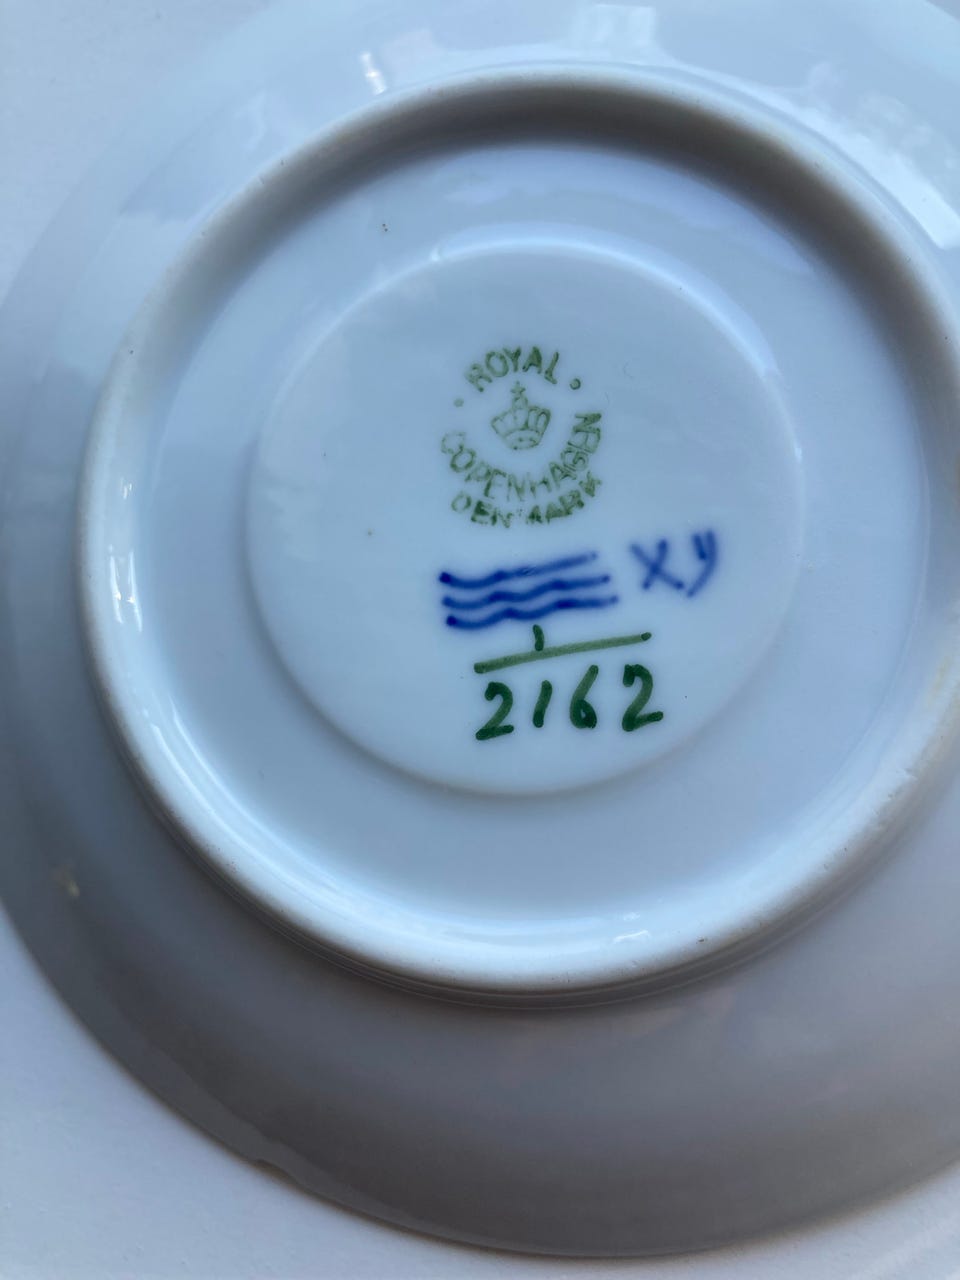 ROYAL
COPENHAGEN
DENMARK
xy
1
2162